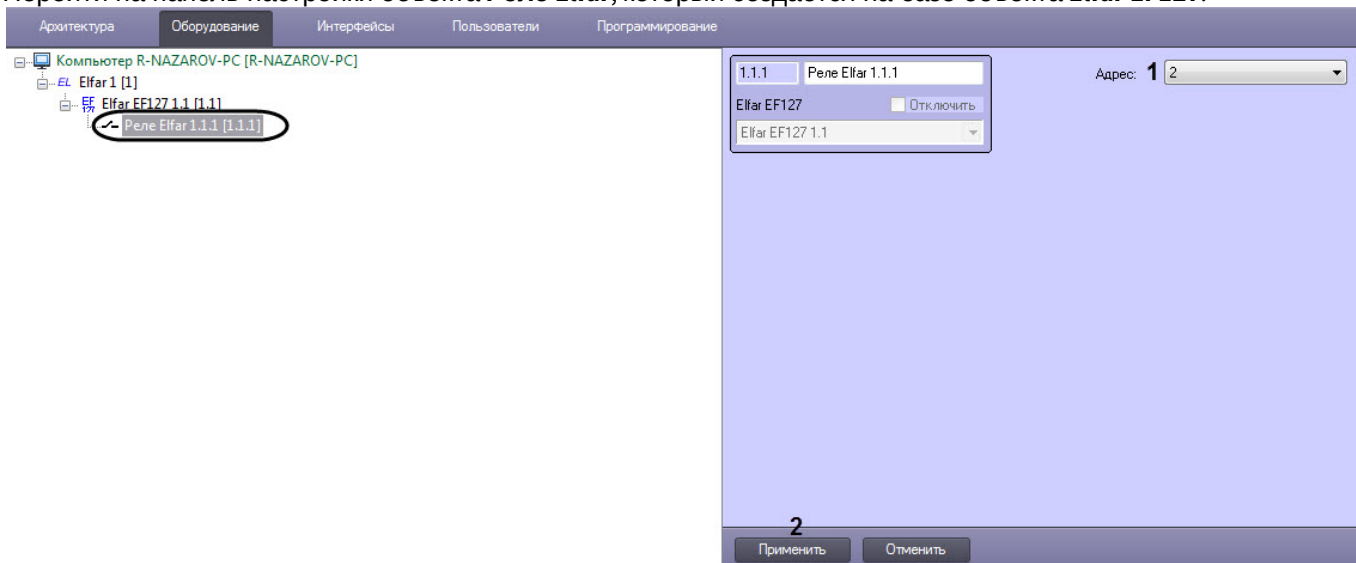 Перейти на панель настройки объекта Реле Elfar, который создается на базе объекта Elfar EF127.
Архитектура Оборудование Интерфейсы Пользователи Программирование
Компьютер R-NAZAROV-PC [R-NAZAROV-PC]
EL Elfar 1 [1]
Elfar EF127 1.1 [1.1]
Реле Elfar 1.1.1 [1.1.1]
1.1.1 Реле Elfar 1.1.1
Elfar EF127 Отключить
Elfar EF127 1.1
Адрес: 1 2
2
Применить Отменить